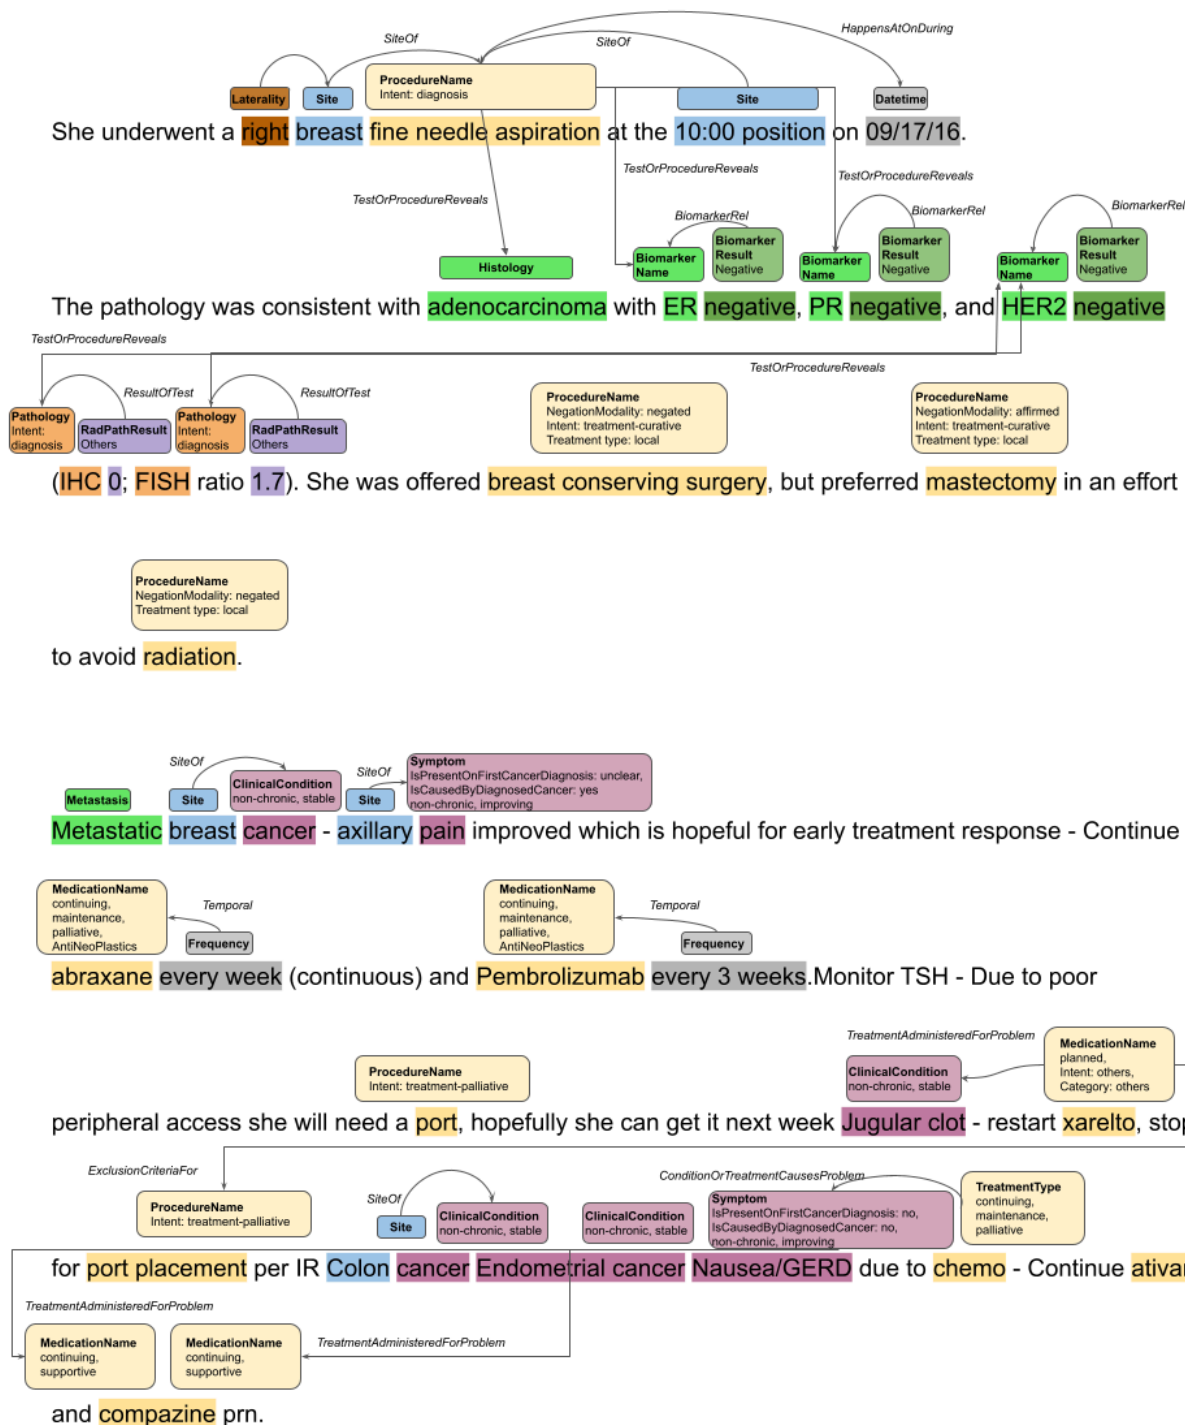 HappensAtOnDuring
SiteOf
SiteOf
ProcedureName
Intent: diagnosis
Laterality
Site
Site
Datetime
She underwent a right breast fine needle aspiration at the 10:00 position on 09/17/16.
TestOrProcedureReveals
TestOrProcedureReveals
TestOrProcedureReveals
BiomarkerRel
BiomarkerRel
BiomarkerRel
Histology
Biomarker Name
Biomarker Result
Negative
Biomarker Name
Biomarker Result
Negative
Biomarker Name
Biomarker Result
Negative
The pathology was consistent with adenocarcinoma with ER negative, PR negative, and HER2 negative
TestOrProcedureReveals
TestOrProcedureReveals
ResultOfTest
ResultOfTest
Pathology
Intent:
diagnosis
RadPathResult
Others
Pathology
Intent:
diagnosis
RadPathResult
Others
ProcedureName
NegationModality: negated
Intent: treatment-curative
Treatment type: local
ProcedureName
NegationModality: affirmed
Intent: treatment-curative
Treatment type: local
(IHC 0; FISH ratio 1.7). She was offered breast conserving surgery, but preferred mastectomy in an effort
ProcedureName
NegationModality: negated
Treatment type: local
to avoid radiation.
SiteOf
SiteOf
Metastasis
Site
ClinicalCondition
non-chronic, stable
Site
Symptom
IsPresentOnFirstCancerDiagnosis: unclear,
IsCausedByDiagnosedCancer: yes
non-chronic, improving
Metastatic breast cancer - axillary pain improved which is hopeful for early treatment response - Continue
MedicationName
continuing,
maintenance,
palliative,
AntiNeoPlastics
Temporal
Frequency
MedicationName
continuing,
maintenance,
palliative,
AntiNeoPlastics
Temporal
Frequency
abraxane every week (continuous) and Pembrolizumab every 3 weeks.Monitor TSH - Due to poor
TreatmentAdministeredForProblem
ProcedureName
Intent: treatment-palliative
ClinicalCondition
non-chronic, stable
MedicationName
planned,
Intent: others,
Category: others
peripheral access she will need a port, hopefully she can get it next week Jugular clot - restart xarelto, stop
ExclusionCriteriaFor
SiteOf
ConditionOrTreatmentCausesProblem
ProcedureName
Intent: treatment-palliative
Site
ClinicalCondition
non-chronic, stable
ClinicalCondition
non-chronic, stable
Symptom
IsPresentOnFirstCancerDiagnosis: no,
IsCausedByDiagnosedCancer: no,
non-chronic, improving
TreatmentType
continuing,
maintenance,
palliative
for port placement per IR Colon cancer Endometrial cancer Nausea/GERD due to chemo - Continue ativan
TreatmentAdministeredForProblem
TreatmentAdministeredForProblem
MedicationName
continuing,
supportive
MedicationName
continuing,
supportive
and compazine prn.